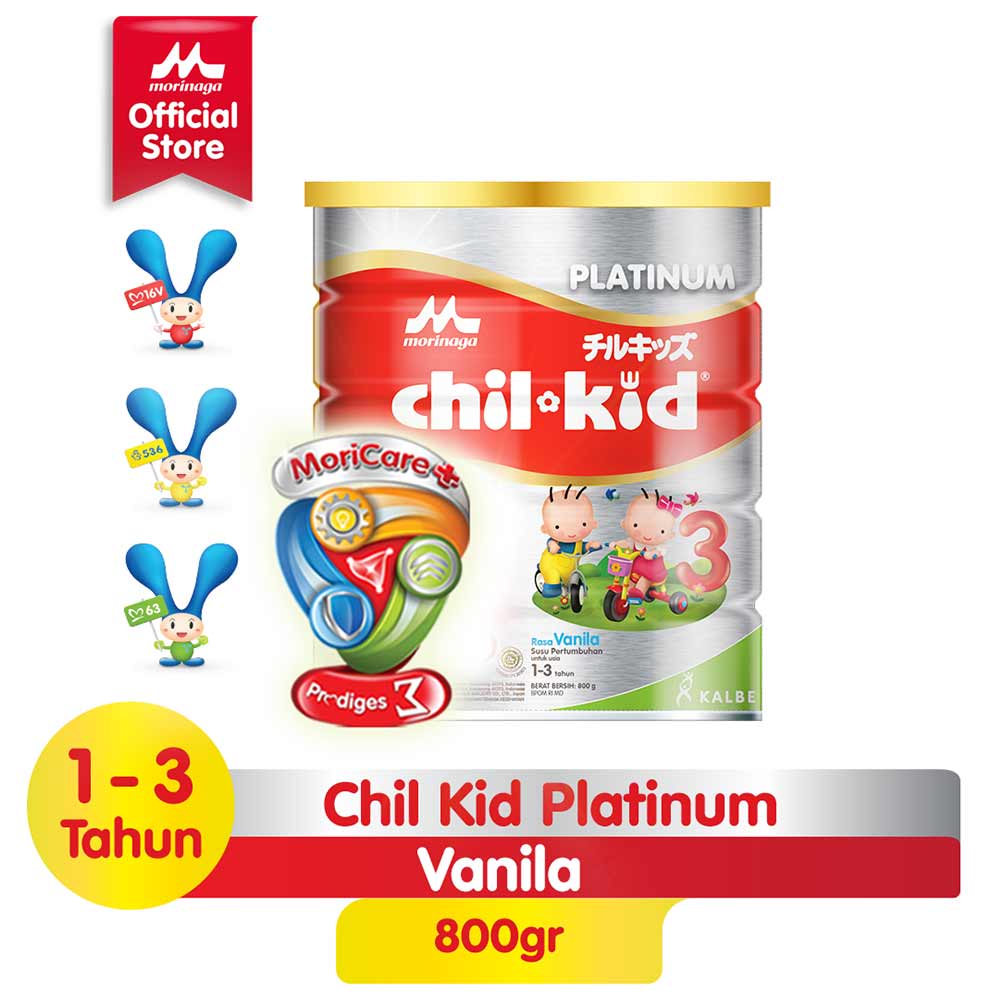 morinaga
Official
Store
16V
536
63
PLATINUM
morinaga
チルキッズ
chil kid®
MoriCare+
Prodiges 3
3
Rasa Vanila
Susu Pertumbuhan
untuk usia
1-3 tahun
BERAT BERSIH: 800 g
BPOM RI MD
KALBE
1-3
Tahun
Chil Kid Platinum
Vanila
800gr